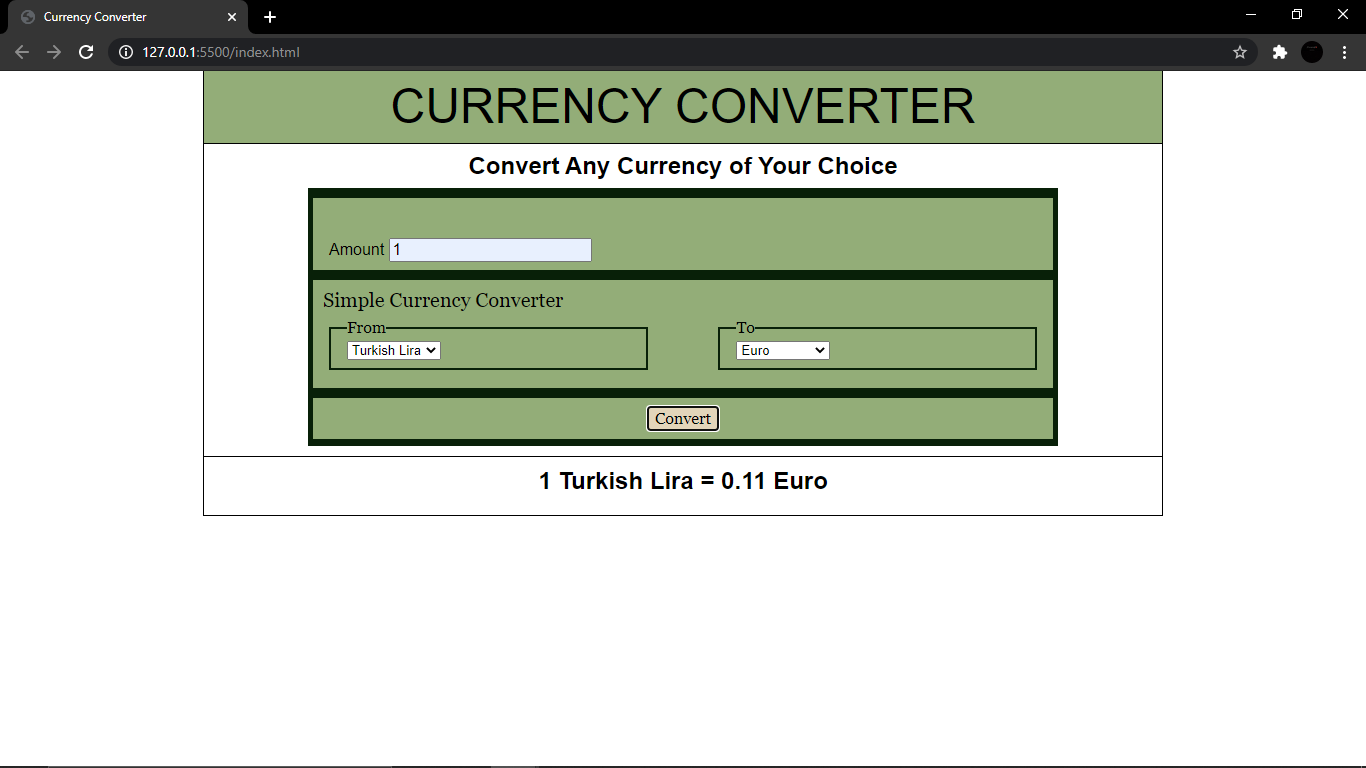 Currency Converter
127.0.0.1:5500/index.html
CURRENCY CONVERTER
Convert Any Currency of Your Choice
Amount 1
Simple Currency Converter
From To
Turkish Lira Euro
Convert
1 Turkish Lira = 0.11 Euro